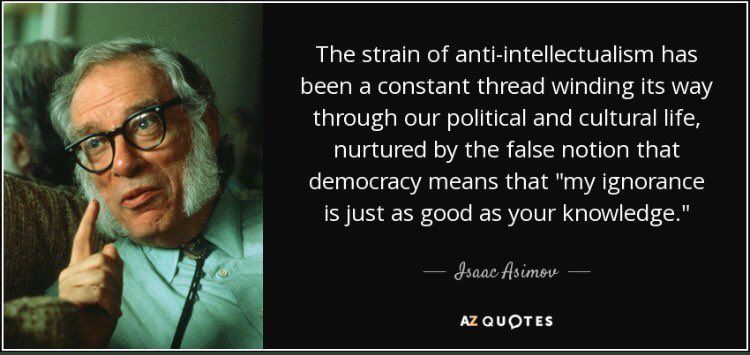 The strain of anti-intellectualism has
been a constant thread winding its way
through our political and cultural life,
nurtured by the false notion that
democracy means that "my ignorance
is just as good as your knowledge."
Isaac Asimov
AZ QUOTES